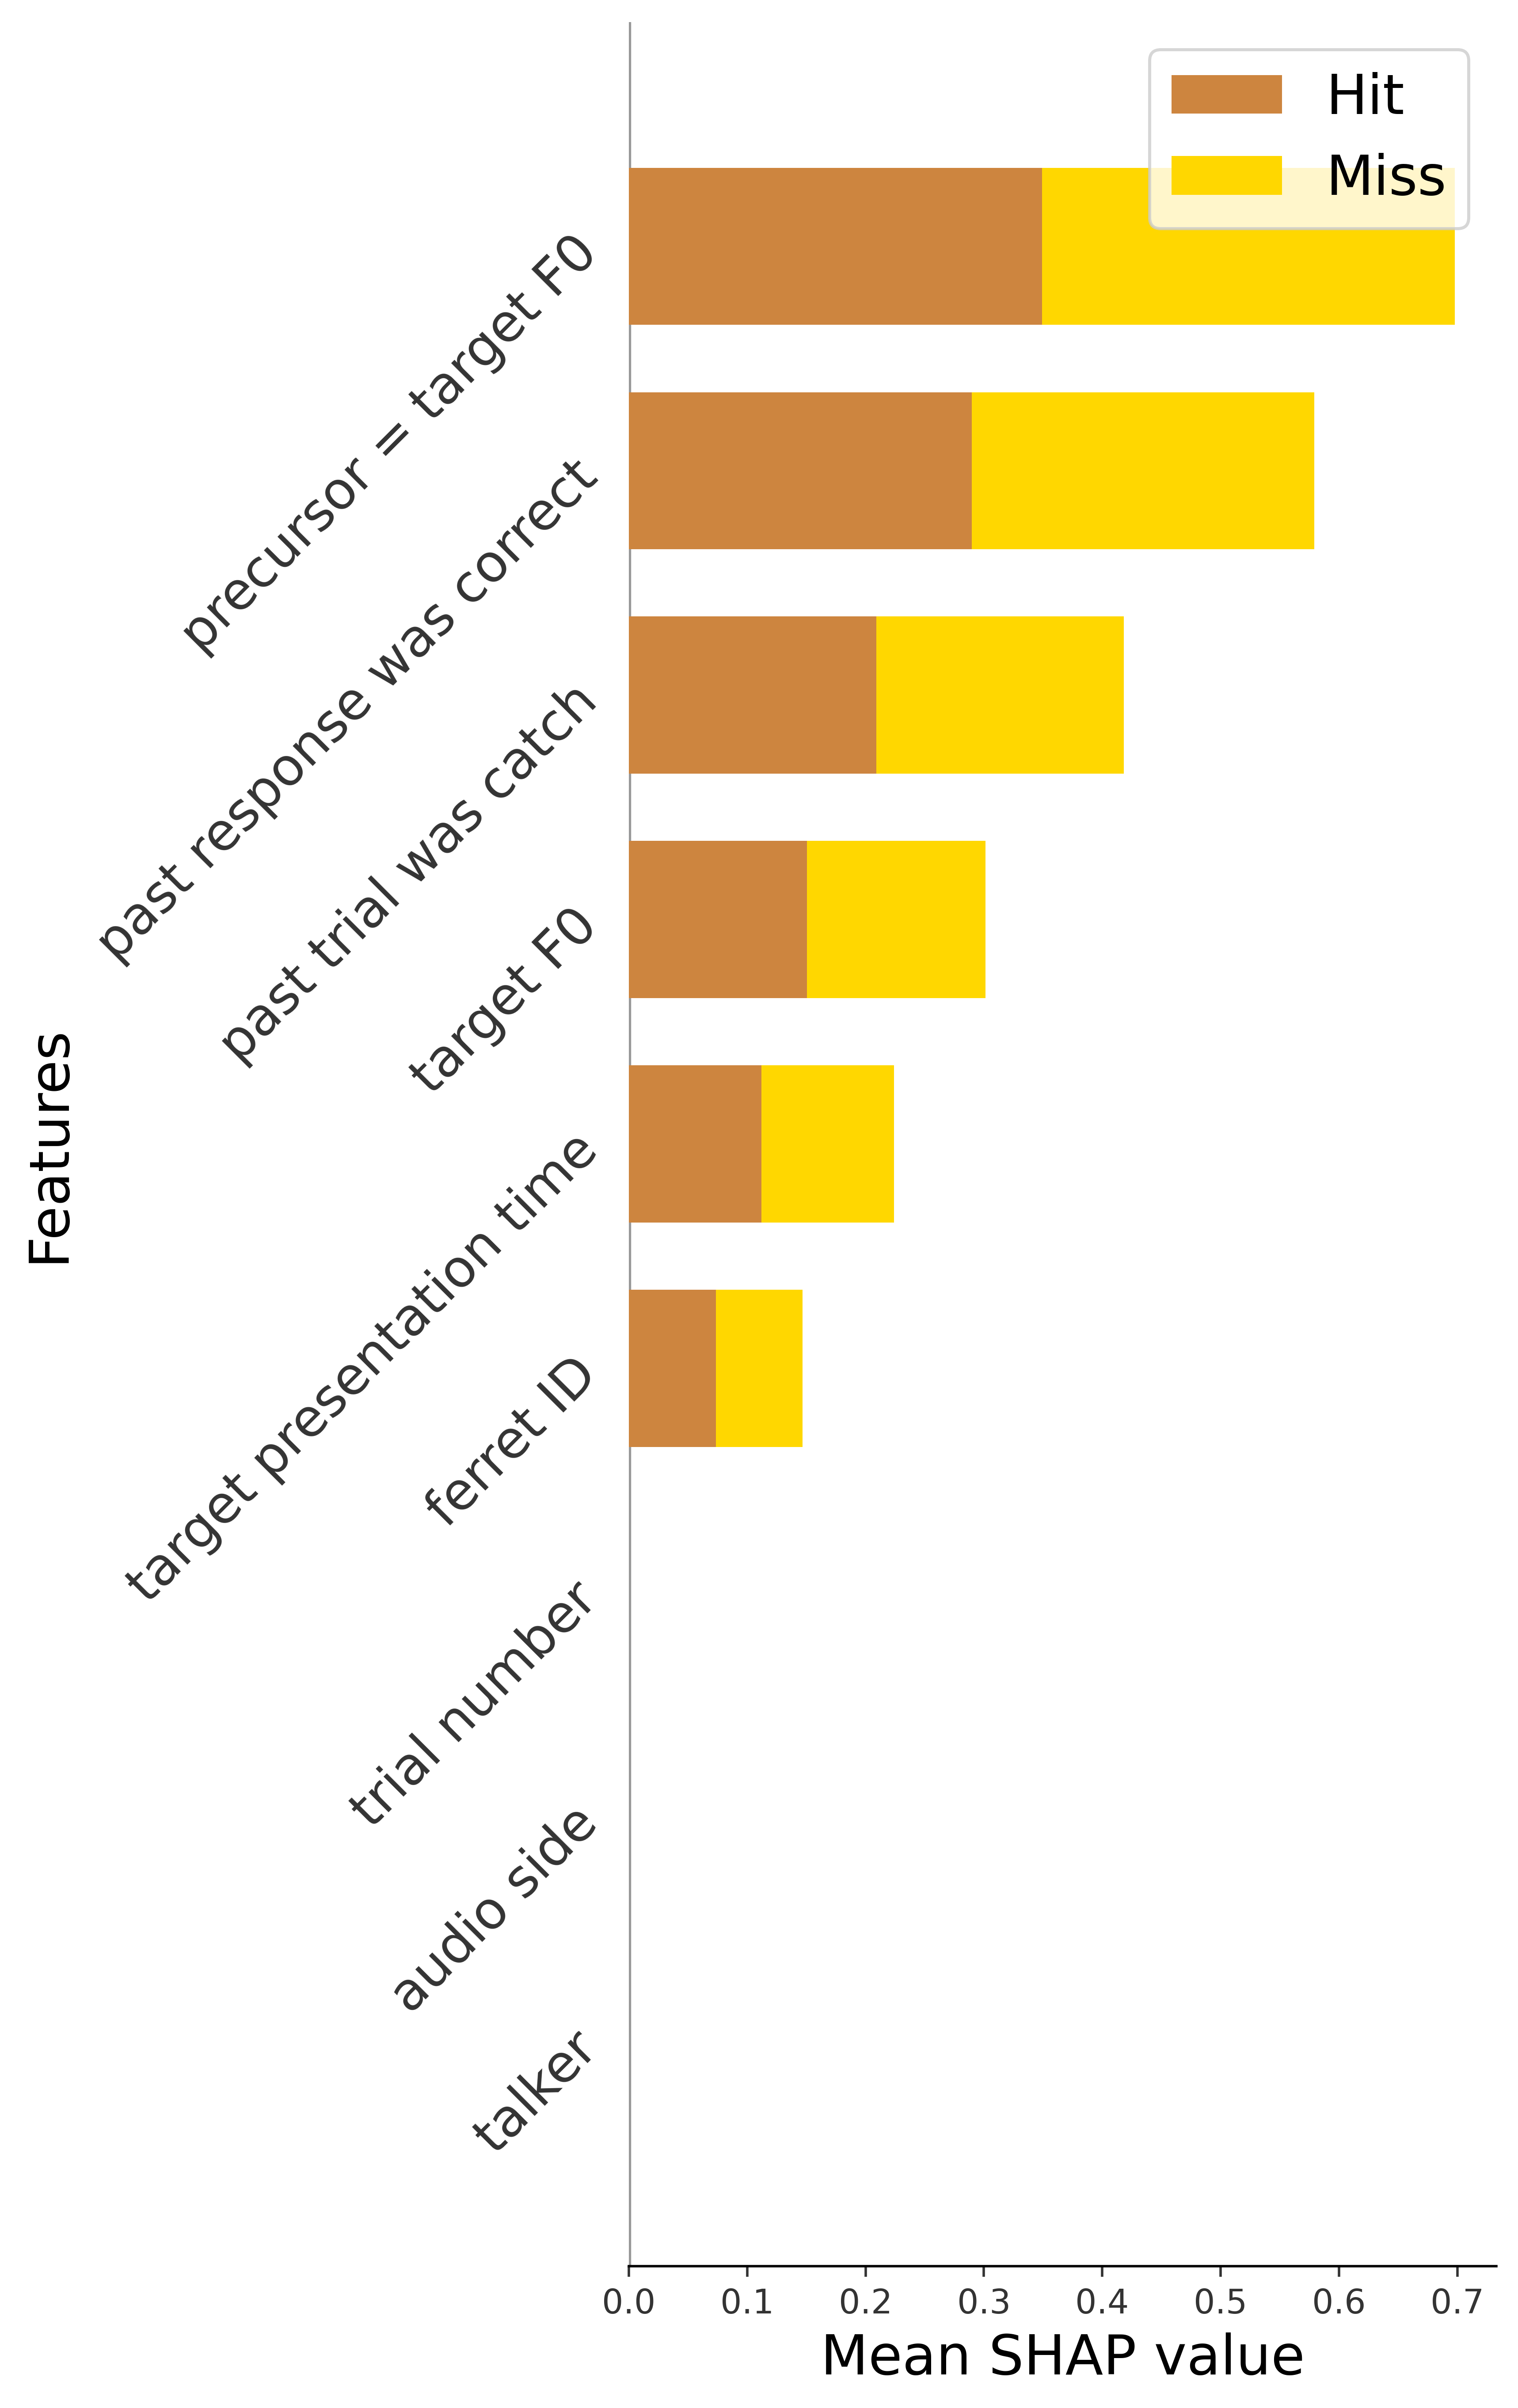 Hit
Miss
precursor = target F0
past response was correct
past trial was catch
target F0
target presentation time
ferret ID
trial number
audio side
talker
Features
0.0 0.1 0.2 0.3 0.4 0.5 0.6 0.7
Mean SHAP value